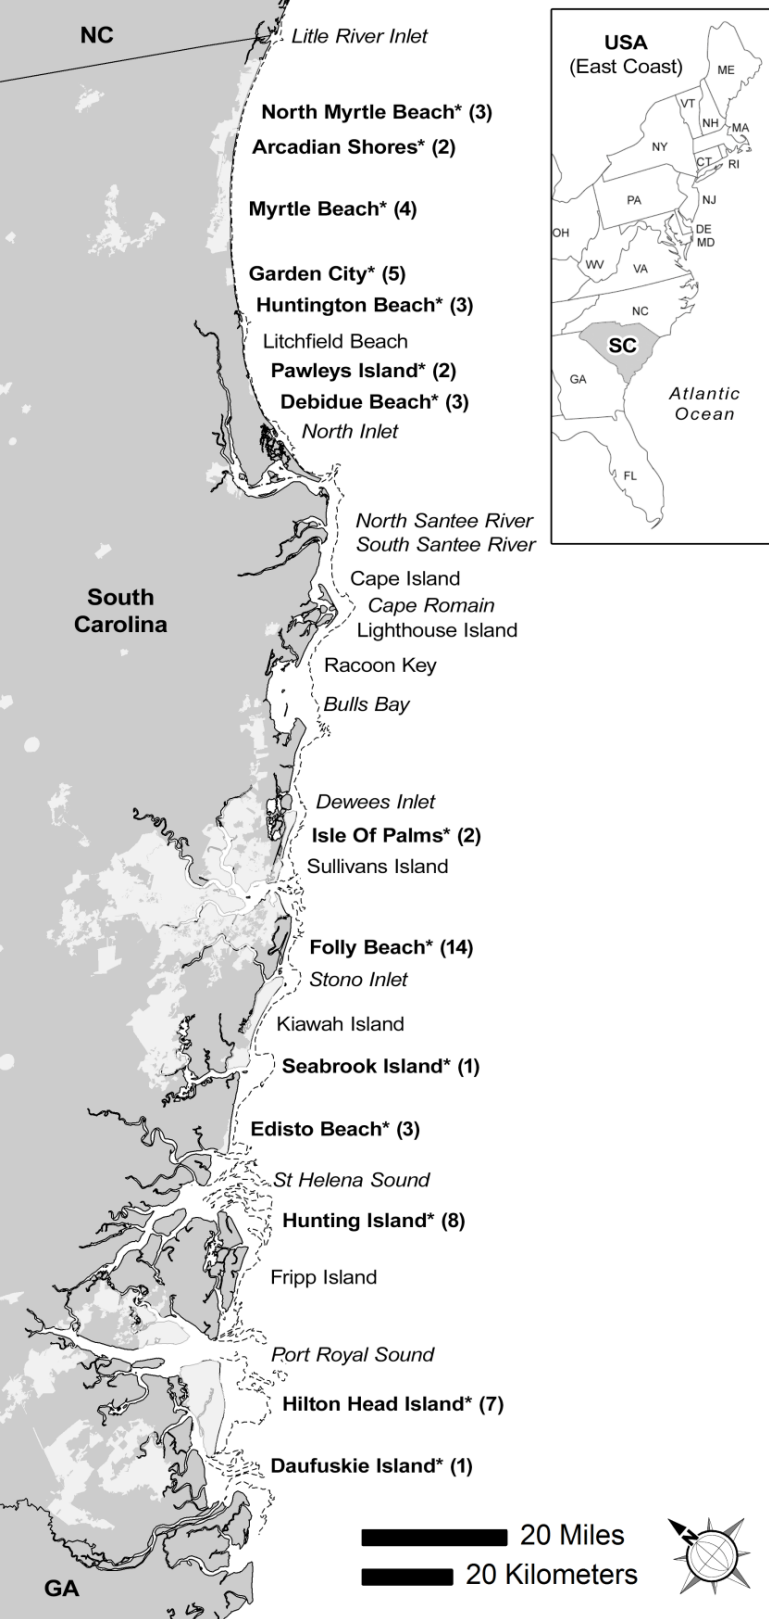 NC
Litle River Inlet
North Myrtle Beach* (3)
Arcadian Shores* (2)
Myrtle Beach* (4)
Garden City* (5)
Huntington Beach* (3)
Litchfield Beach
Pawleys Island* (2)
Debidue Beach* (3)
North Inlet
North Santee River
South Santee River
South
Carolina
Cape Island
Cape Romain
Lighthouse Island
Racoon Key
Bulls Bay
Dewees Inlet
Isle Of Palms* (2)
Sullivans Island
Folly Beach* (14)
Stono Inlet
Kiawah Island
Seabrook Island* (1)
Edisto Beach* (3)
St Helena Sound
Hunting Island* (8)
Fripp Island
Port Royal Sound
Hilton Head Island* (7)
Daufuskie Island* (1)
GA
20 Miles
20 Kilometers
N
USA
(East Coast)
ME
VT
NH
MA
NY
CT
RI
PA
NJ
OH
DE
MD
WV
VA
NC
SC
GA
Atlantic
Ocean
FL